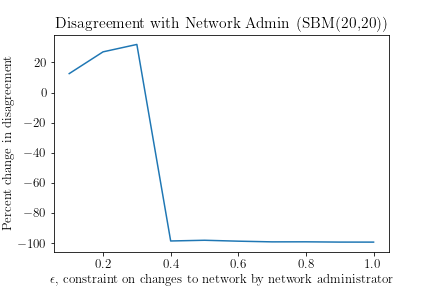 Disagreement with Network Admin (SBM(20,20))
Percent change in disagreement
20
0
−20
−40
−60
−80
−100
0.2 0.4 0.6 0.8 1.0
ϵ, constraint on changes to network by network administrator